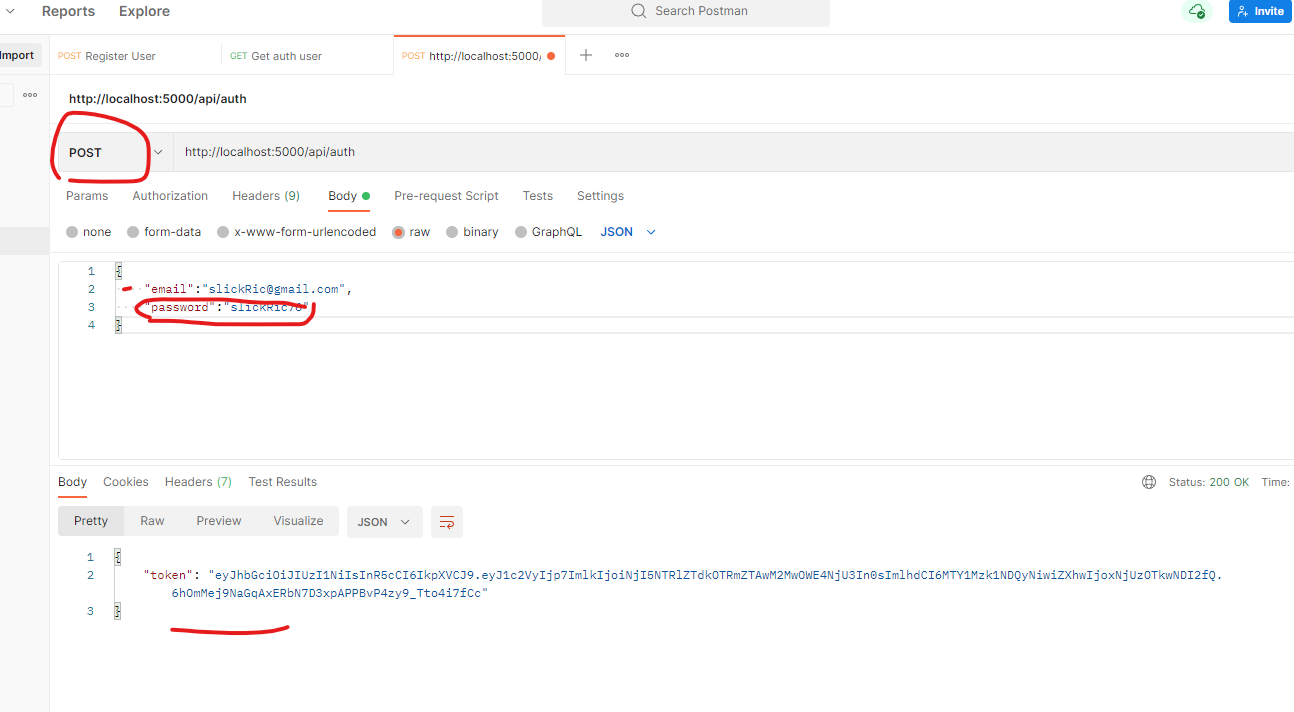 Reports Explore Search Postman Invite
Import POST Register User GET Get auth user POST http://localhost:5000/
http://localhost:5000/api/auth
POST http://localhost:5000/api/auth
Params Authorization Headers (9) Body Pre-request Script Tests Settings
none form-data x-www-form-urlencoded raw binary GraphQL JSON
1 {
2 "email":"slickRic@gmail.com",
3 "password":"slickRic70"
4 }
Body Cookies Headers (7) Test Results Status: 200 OK Time:
Pretty Raw Preview Visualize JSON
1 {
2 "token": "eyJhbGciOiJIUzI1NiIsInR5cCI6IkpXVCJ9.eyJ1c2VyIjp7ImlkIjoiNjI5NTRlZTdkOTRmZTAwM2MwOWE4NjU3In0sImlhdCI6MTY1Mzk1NDQyNiwiZXhwIjoxNjUzOTkwNDI2fQ.
6hOmMej9NaGqAxERbN7D3xpAPPBvP4zy9_Tto4i7fCc"
3 }